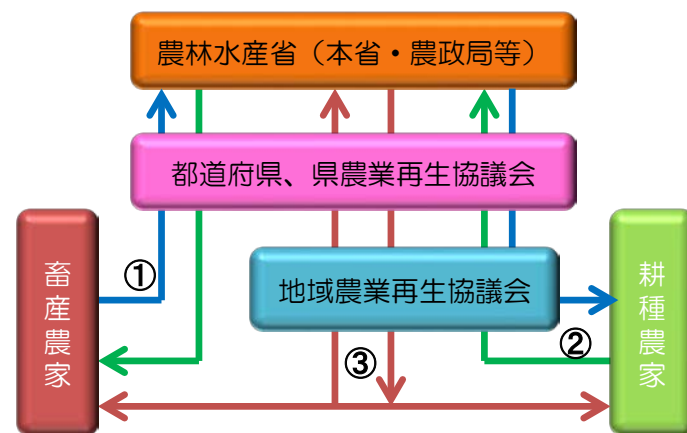 農林水産省（本省・農政局等）
都道府県、県農業再生協議会
地域農業再生協議会
畜産農家
①
耕種農家
②
③